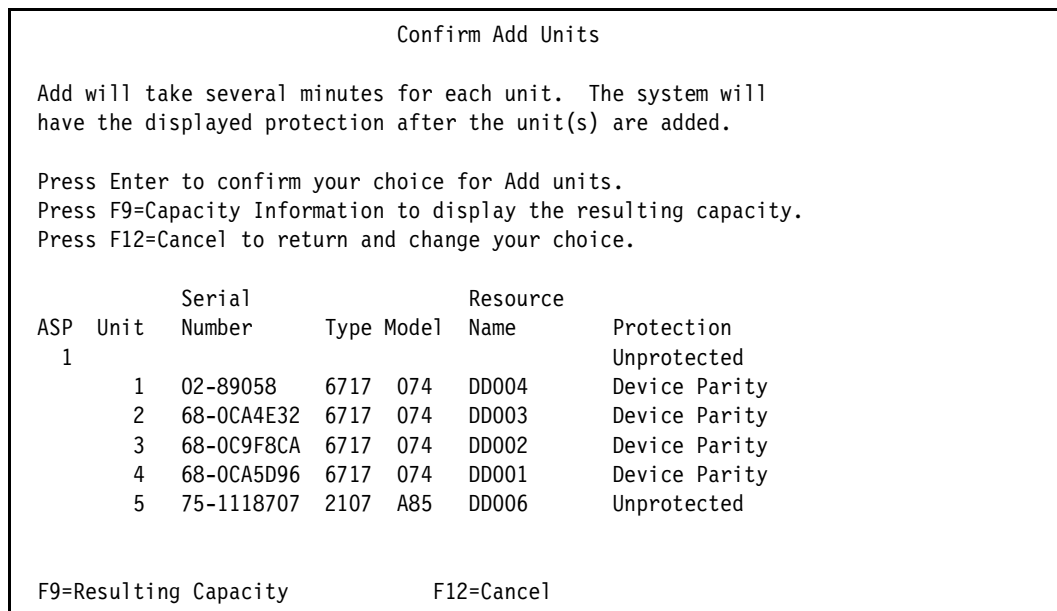 Confirm Add Units
Add will take several minutes for each unit.  The system will
have the displayed protection after the unit(s) are added.
Press Enter to confirm your choice for Add units.
Press F9=Capacity Information to display the resulting capacity.
Press F12=Cancel to return and change your choice.
Serial Resource
ASP Unit Number Type Model Name Protection
1 Unprotected
1 02-89058 6717 074 DD004 Device Parity
2 68-0CA4E32 6717 074 DD003 Device Parity
3 68-0C9F8CA 6717 074 DD002 Device Parity
4 68-0CA5D96 6717 074 DD001 Device Parity
5 75-1118707 2107 A85 DD006 Unprotected
F9=Resulting Capacity F12=Cancel